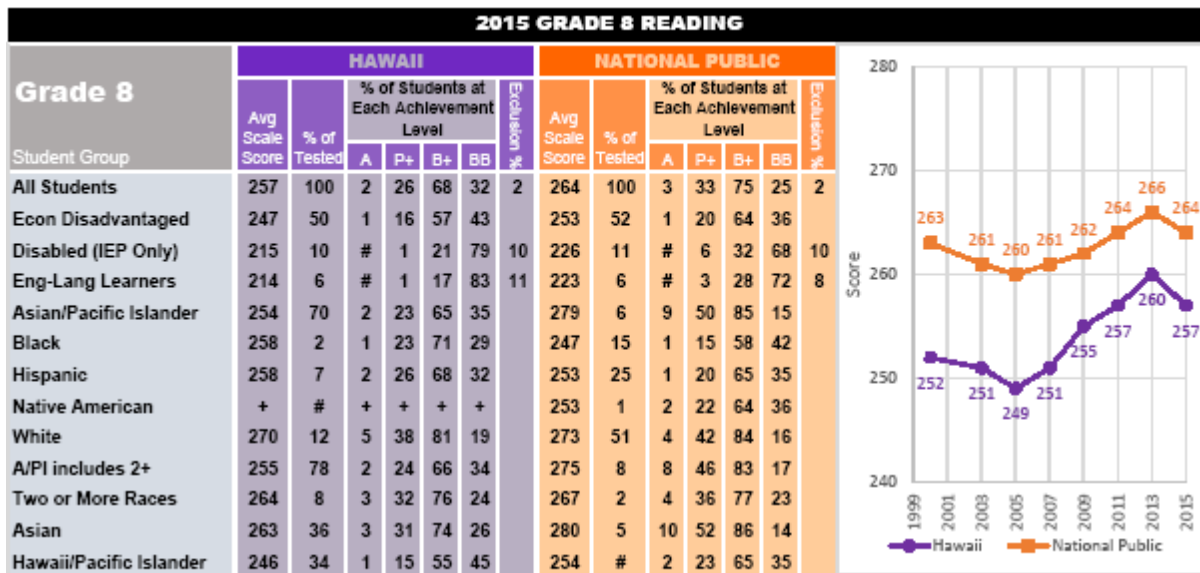 2015 GRADE 8 READING
HAWAII NATIONAL PUBLIC
Grade 8
Student Group
Avg Scale Score
% of Tested
% of Students at Each Achievement Level
A P+ B+ BB
Exclusion %
Avg Scale Score
% of Tested
% of Students at Each Achievement Level
A P+ B+ BB
Exclusion %
All Students 257 100 2 26 68 32 2 264 100 3 33 75 25 2
Econ Disadvantaged 247 50 1 16 57 43 253 52 1 20 64 36
Disabled (IEP Only) 215 10 # 1 21 79 10 226 11 # 6 32 68 10
Eng-Lang Learners 214 6 # 1 17 83 11 223 6 # 3 28 72 8
Asian/Pacific Islander 254 70 2 23 65 35 279 6 9 50 85 15
Black 258 2 1 23 71 29 247 15 1 15 58 42
Hispanic 258 7 2 26 68 32 253 25 1 20 65 35
Native American + # + + + + 253 1 2 22 64 36
White 270 12 5 38 81 19 273 51 4 42 84 16
A/PI includes 2+ 255 78 2 24 66 34 275 8 8 46 83 17
Two or More Races 264 8 3 32 76 24 267 2 4 36 77 23
Asian 263 36 3 31 74 26 280 5 10 52 86 14
Hawaii/Pacific Islander 246 34 1 15 55 45 254 # 2 23 65 35
280
270
260
250
240
Score
263 261 260 261 262 264 266 264
252 251 249 251 255 257 260 257
1999 2001 2003 2005 2007 2009 2011 2013 2015
Hawaii National Public